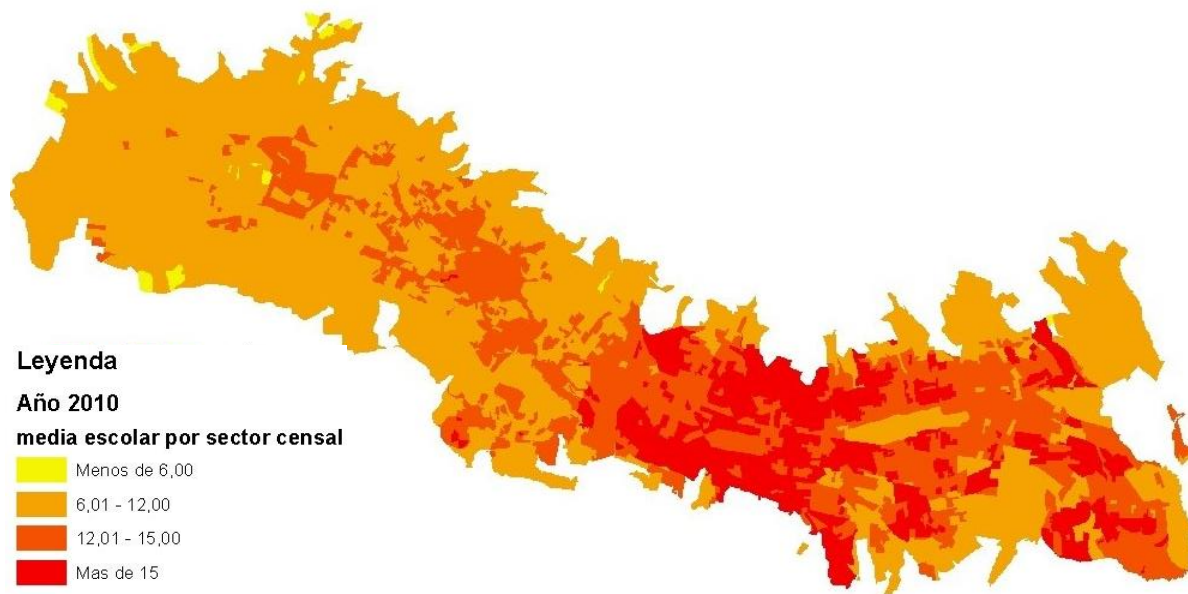 Leyenda
Año 2010
media escolar por sector censal
Menos de 6,00
6,01 - 12,00
12,01 - 15,00
Mas de 15